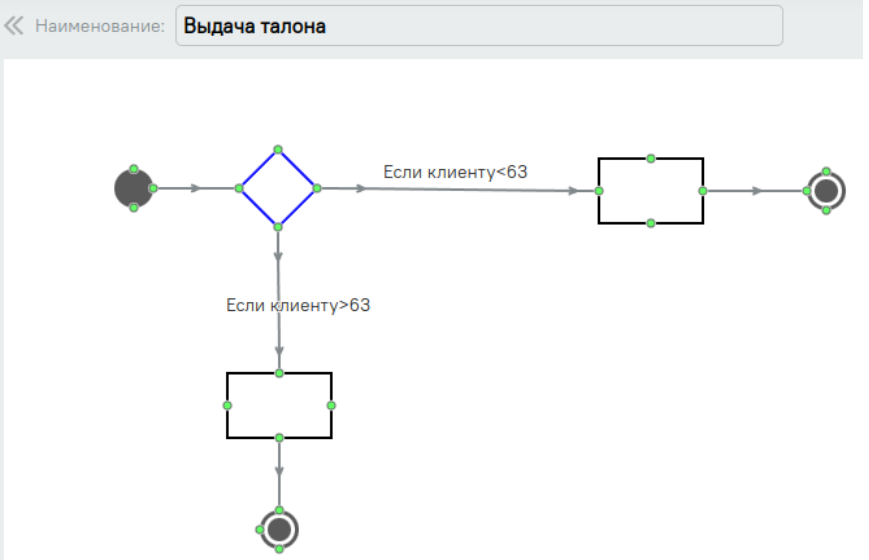 Наименование: Выдача талона
Если клиенту<63
Если клиенту>63